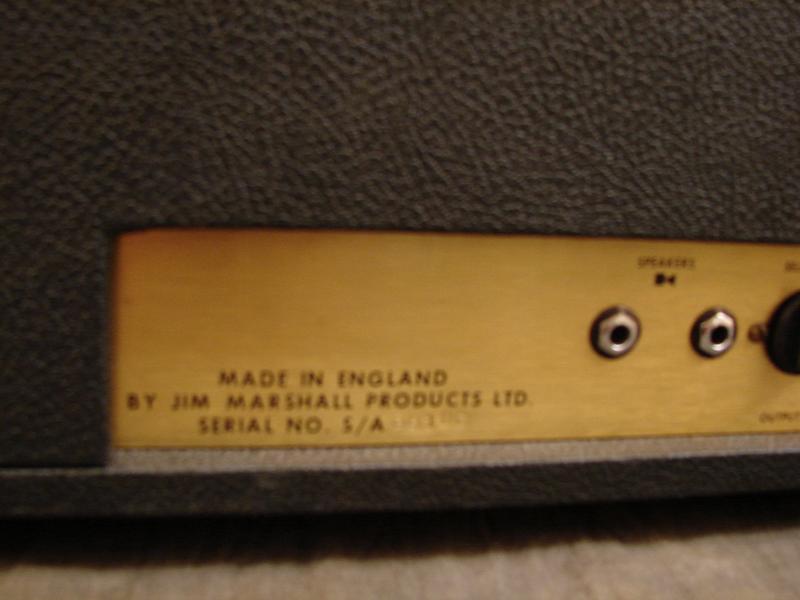 SPEAKERS
MADE IN ENGLAND
BY JIM MARSHALL PRODUCTS LTD.
SERIAL NO. S/A